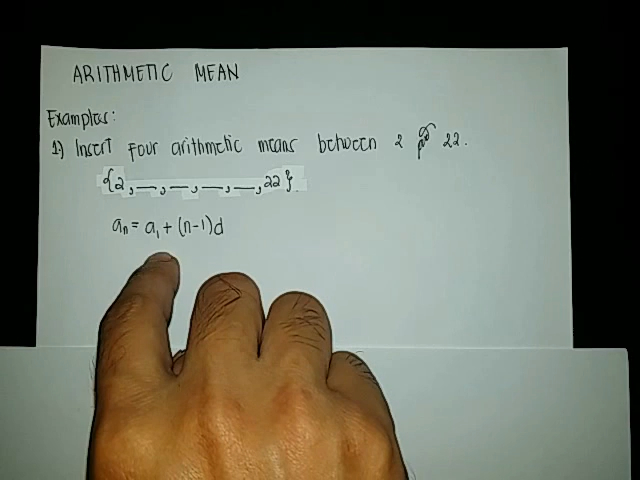 ARITHMETIC MEAN
Examples:
1.) Insert four arithmetic means between 2 & 22.
{2, __, __, __, __, 22}.
aₙ = a₁ + (n-1)d